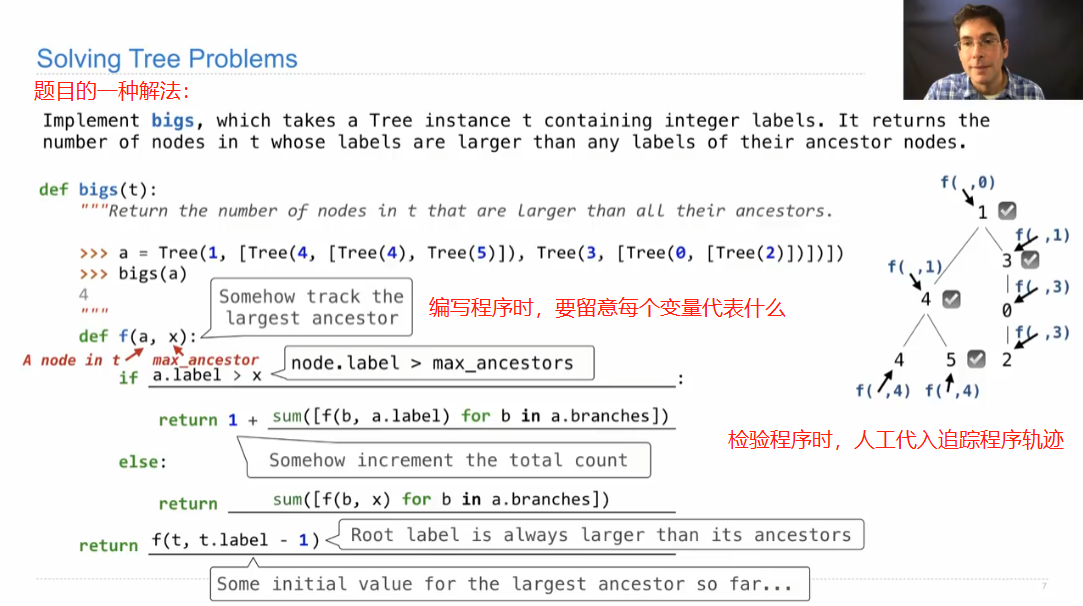 Solving Tree Problems
题目的一种解法：
Implement bigs, which takes a Tree instance t containing integer labels. It returns the
number of nodes in t whose labels are larger than any labels of their ancestor nodes.
def bigs(t):
"""Return the number of nodes in t that are larger than all their ancestors.
>>> a = Tree(1, [Tree(4, [Tree(4), Tree(5)]), Tree(3, [Tree(0, [Tree(2)])])])
>>> bigs(a)
4
"""
Somehow track the
largest ancestor
编写程序时，要留意每个变量代表什么
def f(a, x):
A node in t max_ancestor
if a.label > x :
node.label > max_ancestors
return 1 + sum([f(b, a.label) for b in a.branches])
Somehow increment the total count
else:
return sum([f(b, x) for b in a.branches])
return f(t, t.label - 1)
Root label is always larger than its ancestors
Some initial value for the largest ancestor so far...
f( ,0)
1
f( ,1)
3
f( ,1)
4
f( ,3)
0
f( ,3)
4 5 2
f( ,4) f( ,4)
检验程序时，人工代入追踪程序轨迹
7